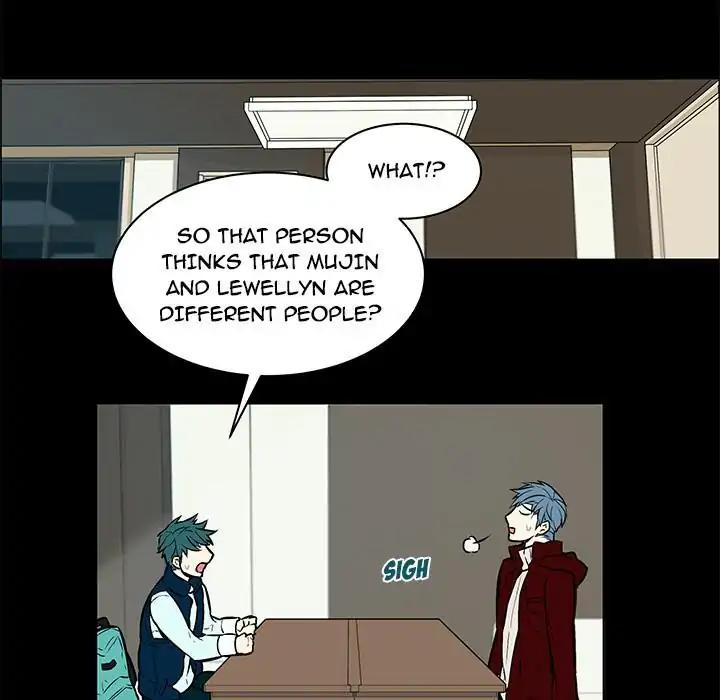 WHAT!?
SO THAT PERSON
THINKS THAT MUJIN
AND LEWELLYN ARE
DIFFERENT PEOPLE?
SIGH